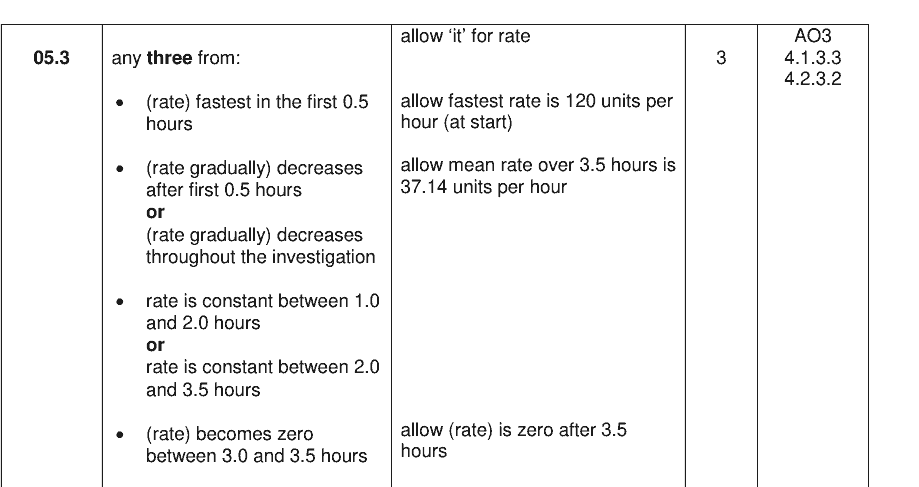 allow ‘it’ for rate
05.3
any three from:
3
AO3
4.1.3.3
4.2.3.2
• (rate) fastest in the first 0.5
hours
allow fastest rate is 120 units per
hour (at start)
• (rate gradually) decreases
after first 0.5 hours
or
(rate gradually) decreases
throughout the investigation
allow mean rate over 3.5 hours is
37.14 units per hour
• rate is constant between 1.0
and 2.0 hours
or
rate is constant between 2.0
and 3.5 hours
• (rate) becomes zero
between 3.0 and 3.5 hours
allow (rate) is zero after 3.5
hours